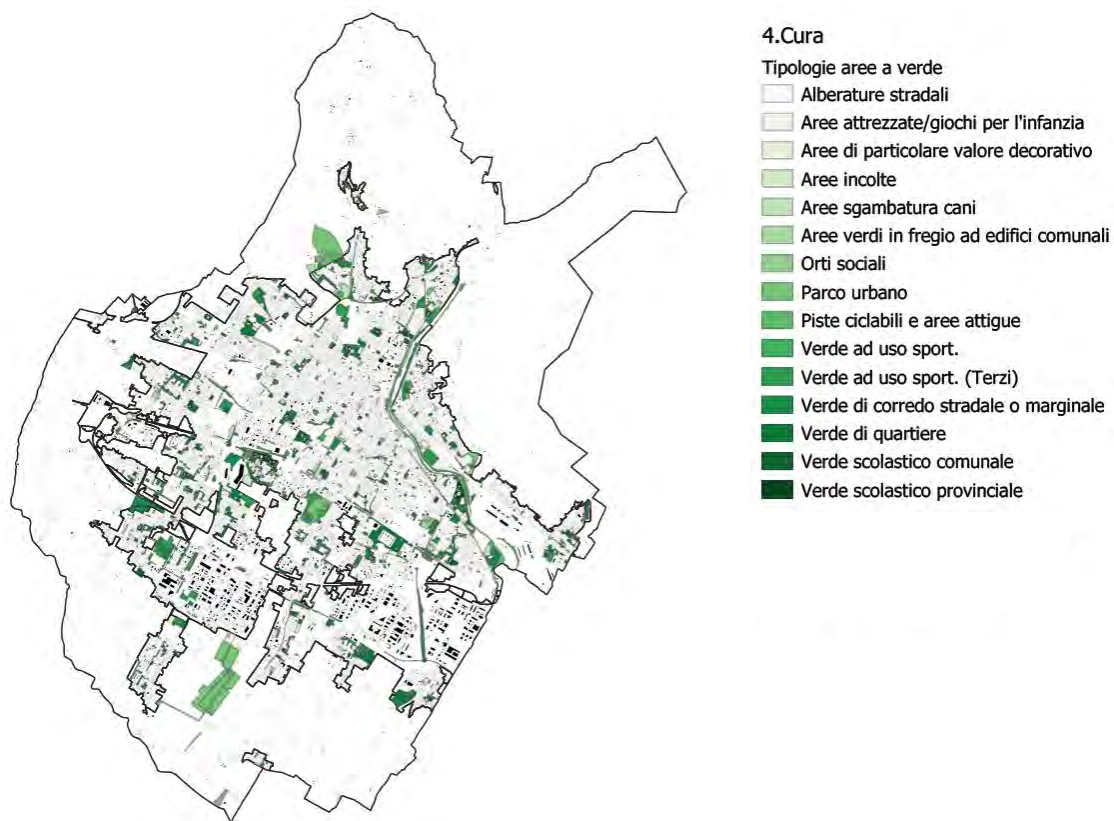 4.Cura
Tipologie aree a verde
Alberature stradali
Aree attrezzate/giochi per l'infanzia
Aree di particolare valore decorativo
Aree incolte
Aree sgambatura cani
Aree verdi in fregio ad edifici comunali
Orti sociali
Parco urbano
Piste ciclabili e aree attigue
Verde ad uso sport.
Verde ad uso sport. (Terzi)
Verde di corredo stradale o marginale
Verde di quartiere
Verde scolastico comunale
Verde scolastico provinciale